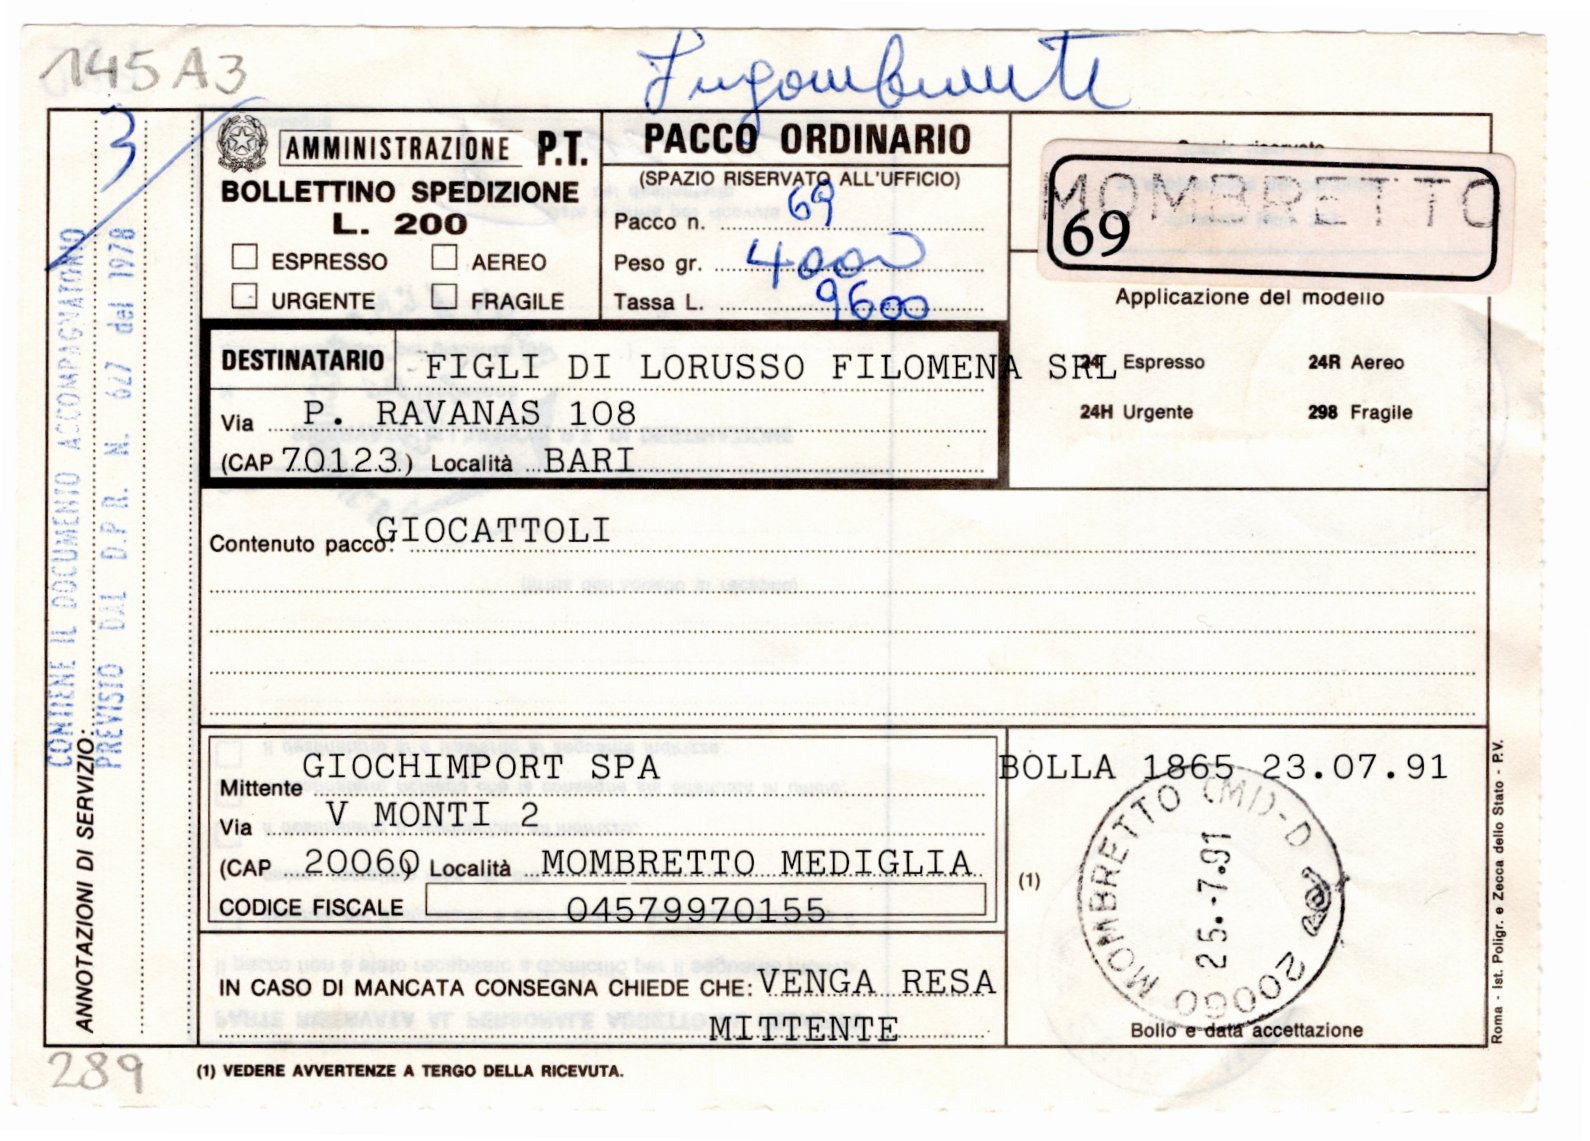 145 A3
Ingombrante
3
AMMINISTRAZIONE P.T.
BOLLETTINO SPEDIZIONE
L. 200
ESPRESSO AEREO
URGENTE FRAGILE
PACCO ORDINARIO
(SPAZIO RISERVATO ALL'UFFICIO)
Pacco n. 69
Peso gr. 4000
Tassa L. 9600
MOMBRETTO
69
Applicazione del modello
24 Espresso 24R Aereo
24H Urgente 298 Fragile
DESTINATARIO FIGLI DI LORUSSO FILOMENA SRL
Via P. RAVANAS 108
(CAP 70123) Località BARI
Contenuto pacco: GIOCATTOLI
Mittente GIOCHIMPORT SPA
Via V MONTI 2
(CAP 20060) Località MOMBRETTO MEDIGLIA
CODICE FISCALE 04579970155
IN CASO DI MANCATA CONSEGNA CHIEDE CHE: VENGA RESA
MITTENTE
BOLLA 1865 23.07.91
(1)
20060 MOMBRETTO (MI)-D
25.-7.91
Bollo e data accettazione
ANNOTAZIONI DI SERVIZIO:
CONTIENE IL DOCUMENTO ACCOMPAGNATORIO
PREVISTO DAL D.P.R. N. 627 del 1978
Roma - Ist. Poligr. e Zecca dello Stato - P.V.
289
(1) VEDERE AVVERTENZE A TERGO DELLA RICEVUTA.